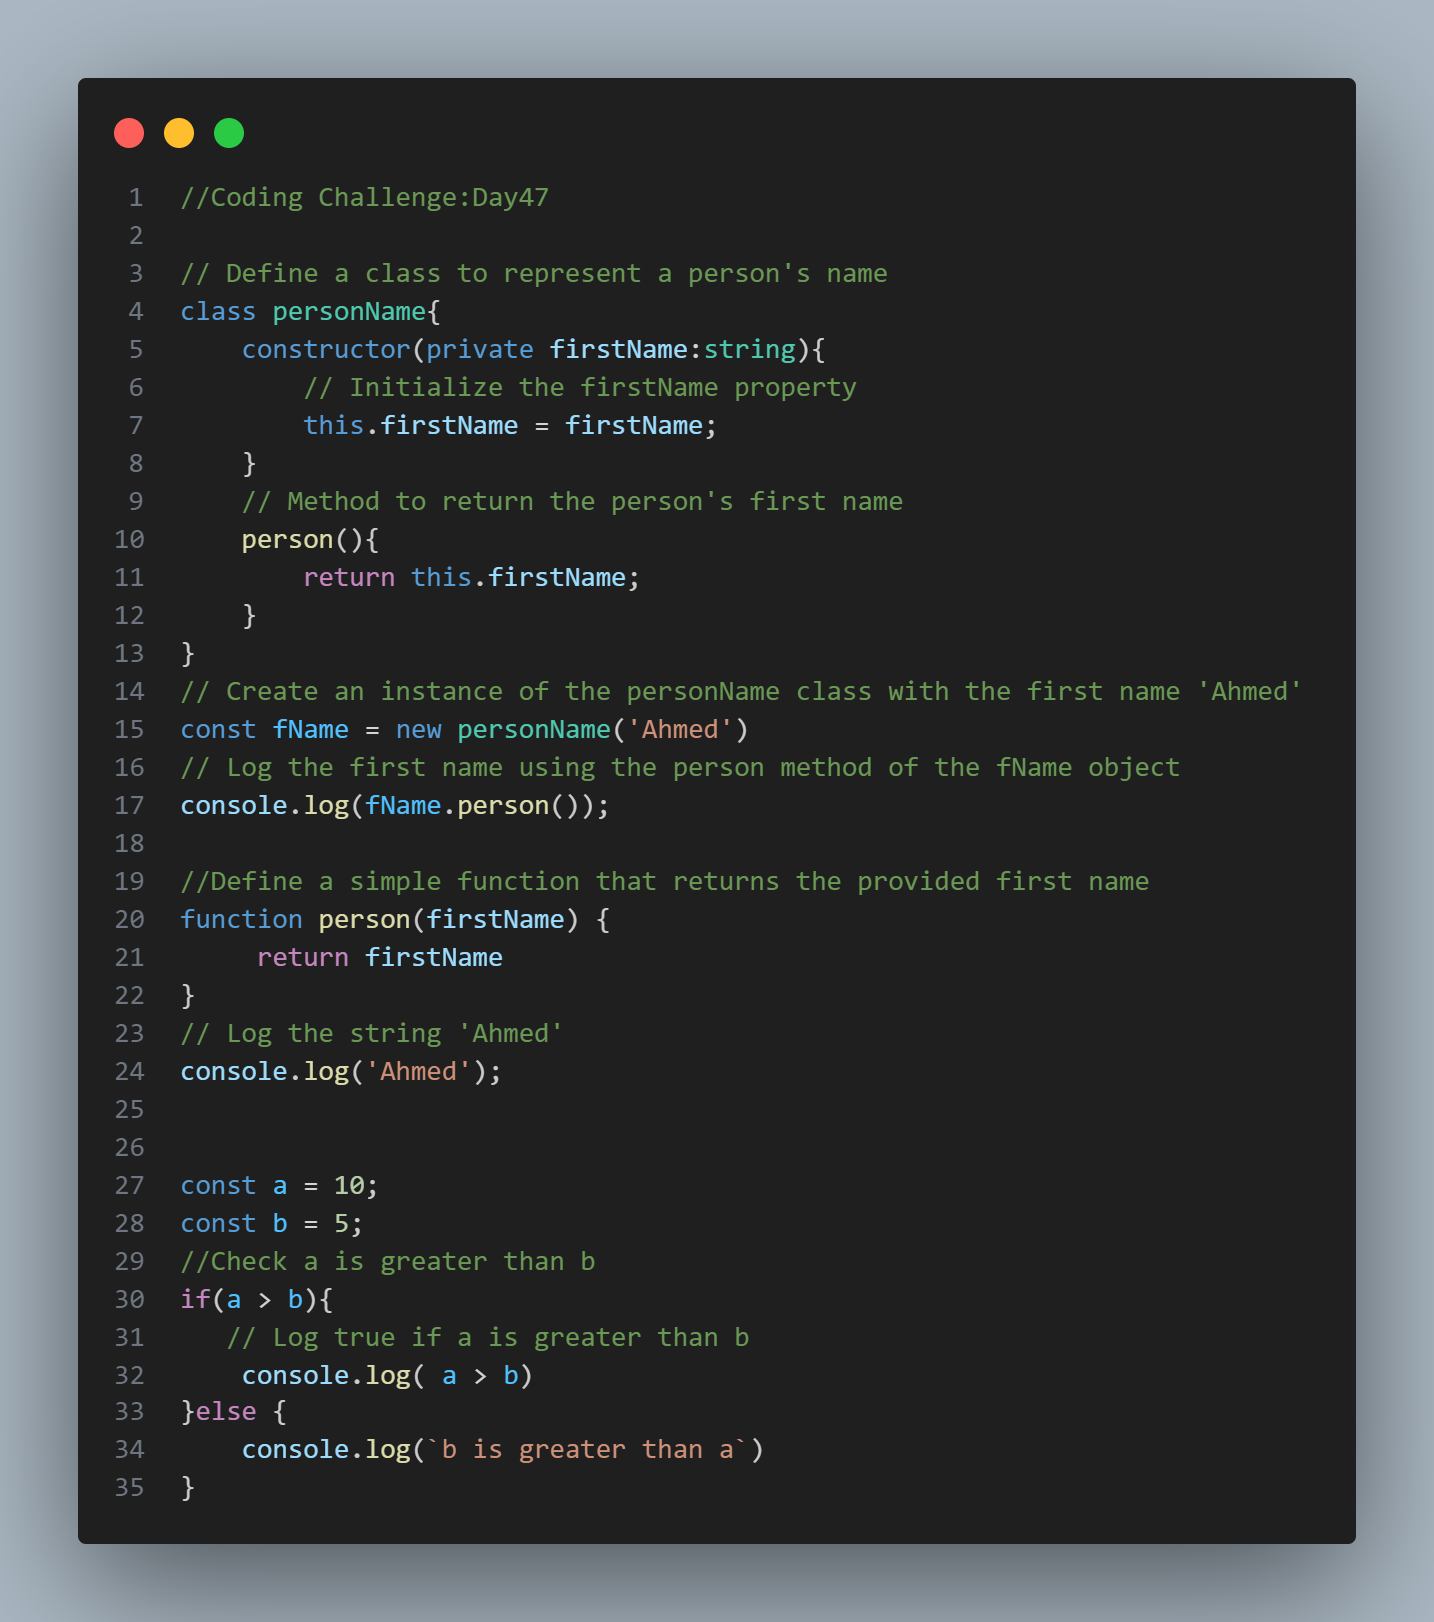 1 //Coding Challenge:Day47
2
3 // Define a class to represent a person's name
4 class personName{
5     constructor(private firstName:string){
6         // Initialize the firstName property
7         this.firstName = firstName;
8     }
9     // Method to return the person's first name
10     person(){
11         return this.firstName;
12     }
13 }
14 // Create an instance of the personName class with the first name 'Ahmed'
15 const fName = new personName('Ahmed')
16 // Log the first name using the person method of the fName object
17 console.log(fName.person());
18
19 //Define a simple function that returns the provided first name
20 function person(firstName) {
21      return firstName
22 }
23 // Log the string 'Ahmed'
24 console.log('Ahmed');
25
26
27 const a = 10;
28 const b = 5;
29 //Check a is greater than b
30 if(a > b){
31    // Log true if a is greater than b
32     console.log( a > b)
33 }else {
34     console.log(`b is greater than a`)
35 }